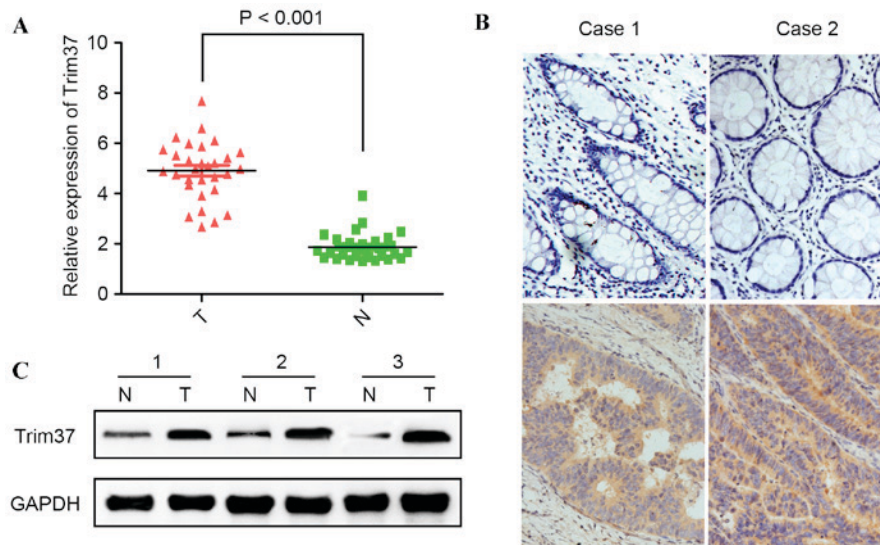 A
P < 0.001
Relative expression of Trim37
10
8
6
4
2
0
T
N
B
Case 1
Case 2
C
1
2
3
N
T
N
T
N
T
Trim37
GAPDH